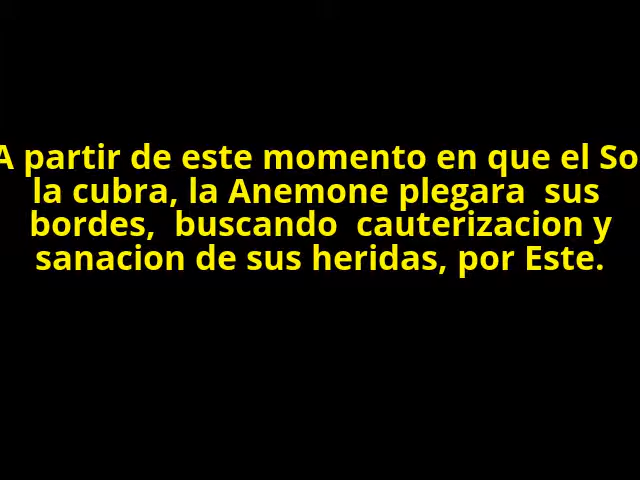 A partir de este momento en que el So
la cubra, la Anemone plegara  sus
bordes,  buscando  cauterizacion y
sanacion de sus heridas, por Este.